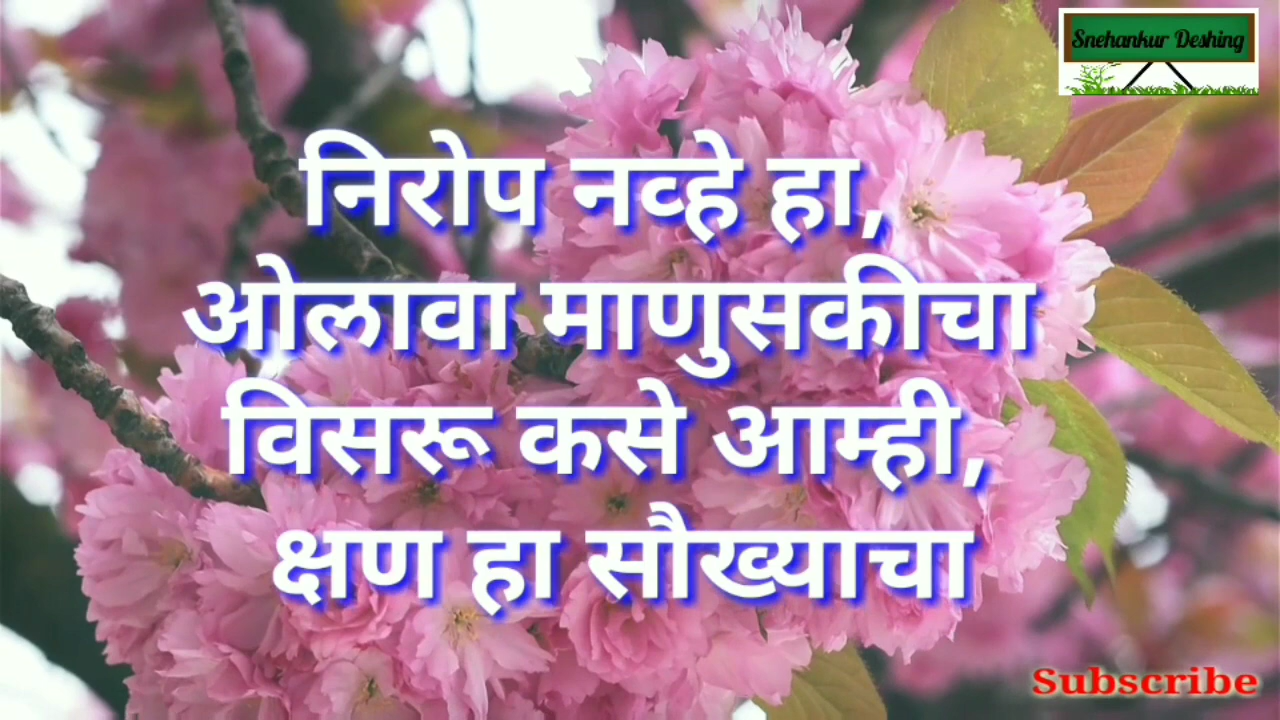 Snehankur Deshing
निरोप नव्हे हा,
ओलावा माणुसकीचा
विसरू कसे आम्ही,
क्षण हा सौख्याचा
Subscribe